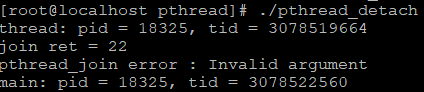 [root@localhost pthread]# ./pthread_detach
thread: pid = 18325, tid = 3078519664
join ret = 22
pthread_join error : Invalid argument
main: pid = 18325, tid = 3078522560